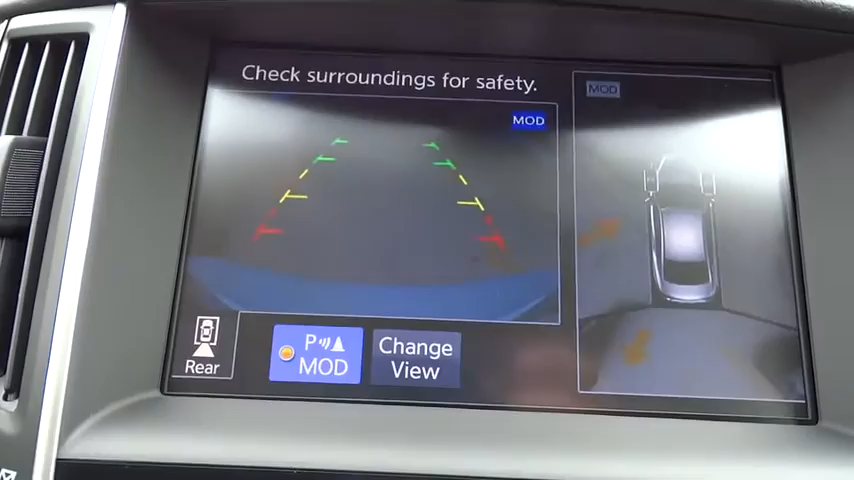 Check surroundings for safety.
MOD
MOD
Rear
P
MOD
Change
View